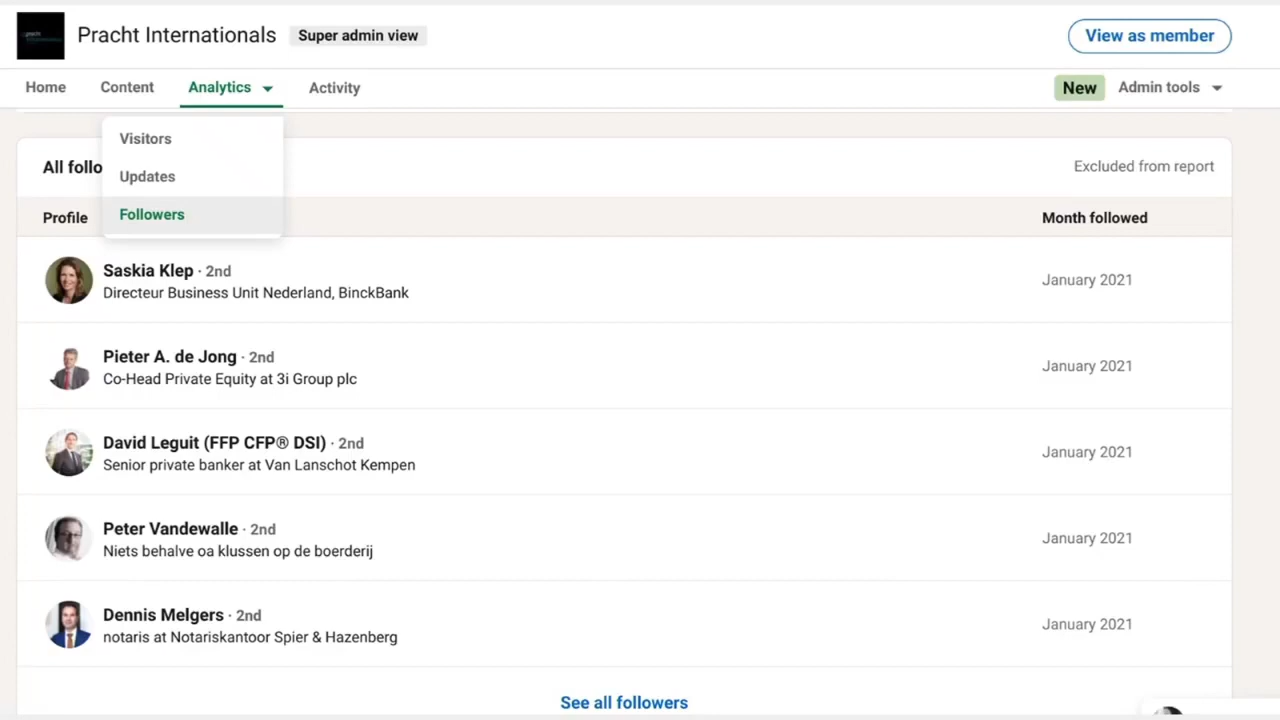 Pracht Internationals Super admin view View as member
Home Content Analytics Activity New Admin tools
Visitors
Updates
Followers
All follo Excluded from report
Profile Month followed
Saskia Klep · 2nd
Directeur Business Unit Nederland, BinckBank
January 2021
Pieter A. de Jong · 2nd
Co-Head Private Equity at 3i Group plc
January 2021
David Leguit (FFP CFP® DSI) · 2nd
Senior private banker at Van Lanschot Kempen
January 2021
Peter Vandewalle · 2nd
Niets behalve oa klussen op de boerderij
January 2021
Dennis Melgers · 2nd
notaris at Notariskantoor Spier & Hazenberg
January 2021
See all followers